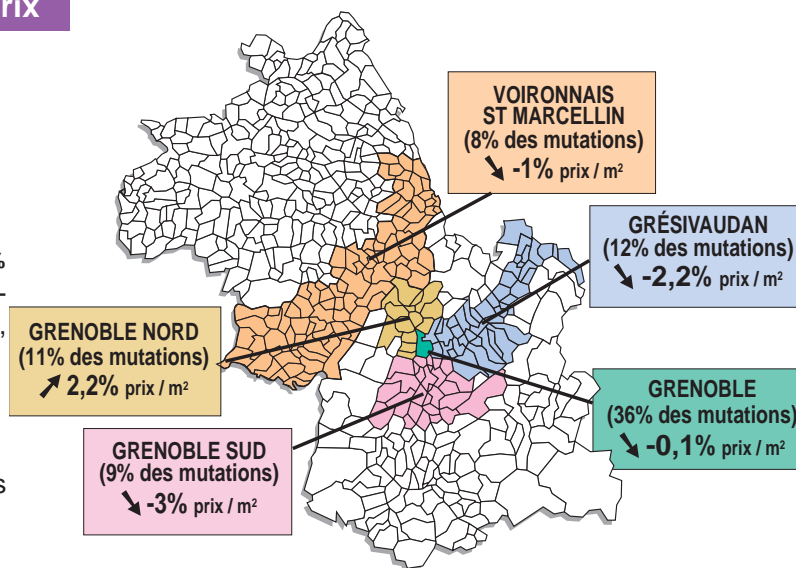 rix
VOIRONNAIS
ST MARCELLIN
(8% des mutations)
-1% prix / m²
GRÉSIVAUDAN
(12% des mutations)
-2,2% prix / m²
%
-
,
GRENOBLE NORD
(11% des mutations)
2,2% prix / m²
GRENOBLE
(36% des mutations)
-0,1% prix / m²
GRENOBLE SUD
(9% des mutations)
-3% prix / m²
s